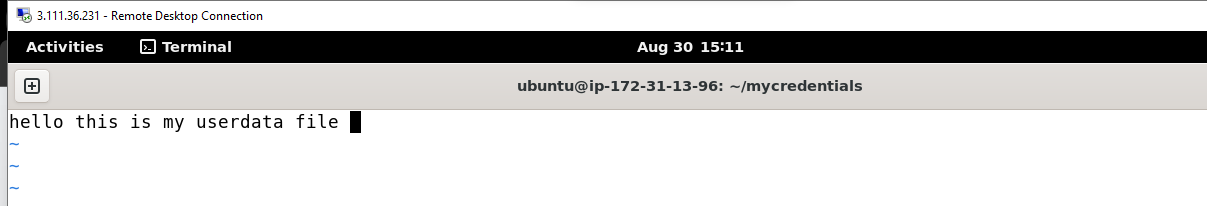 3.111.36.231 - Remote Desktop Connection
Activities Terminal Aug 30 15:11
ubuntu@ip-172-31-13-96: ~/mycredentials
hello this is my userdata file
~
~
~